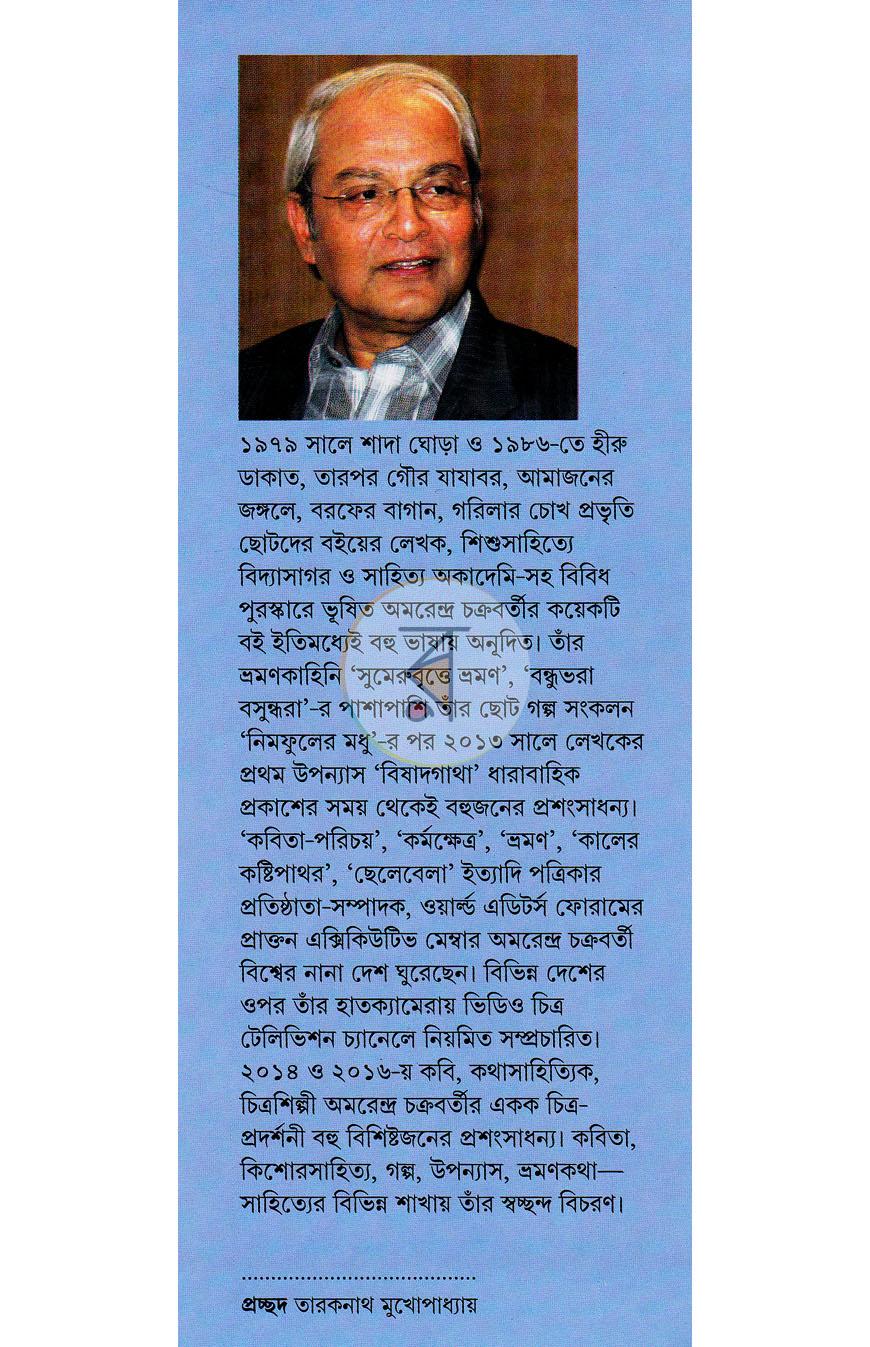 ১৯৭৯ সালে শাদা ঘোড়া ও ১৯৮৬-তে হীরু
ডাকাত, তারপর গৌর যাযাবর, আমাজনের
জঙ্গলে, বরফের বাগান, গরিলার চোখ প্রভৃতি
ছোটদের বইয়ের লেখক, শিশুসাহিত্যে
বিদ্যাসাগর ও সাহিত্য অকাদেমি-সহ বিবিধ
পুরস্কারে ভূষিত অমরেন্দ্র চক্রবর্তীর কয়েকটি
বই ইতিমধ্যেই বহু ভাষায় অনূদিত। তাঁর
ভ্রমণকাহিনি ‘সুমেরুবৃত্তে ভ্রমণ’, ‘বন্ধুভরা
বসুন্ধরা’-র পাশাপাশি তাঁর ছোট গল্প সংকলন
‘নিমফুলের মধু’-র পর ২০১৩ সালে লেখকের
প্রথম উপন্যাস ‘বিষাদগাথা’ ধারাবাহিক
প্রকাশের সময় থেকেই বহুজনের প্রশংসাধন্য।
‘কবিতা-পরিচয়’, ‘কর্মক্ষেত্র’, ‘ভ্রমণ’, ‘কালের
কষ্টিপাথর’, ‘ছেলেবেলা’ ইত্যাদি পত্রিকার
প্রতিষ্ঠাতা-সম্পাদক, ওয়ার্ল্ড এডিটর্স ফোরামের
প্রাক্তন এক্সিকিউটিভ মেম্বার অমরেন্দ্র চক্রবর্তী
বিশ্বের নানা দেশ ঘুরেছেন। বিভিন্ন দেশের
ওপর তাঁর হাতক্যামেরায় ভিডিও চিত্র
টেলিভিশন চ্যানেলে নিয়মিত সম্প্রচারিত।
২০১৪ ও ২০১৬-য় কবি, কথাসাহিত্যিক,
চিত্রশিল্পী অমরেন্দ্র চক্রবর্তীর একক চিত্র-
প্রদর্শনী বহু বিশিষ্টজনের প্রশংসাধন্য। কবিতা,
কিশোরসাহিত্য, গল্প, উপন্যাস, ভ্রমণকথা—
সাহিত্যের বিভিন্ন শাখায় তাঁর স্বচ্ছন্দ বিচরণ।
........................................
প্রচ্ছদ তারকনাথ মুখোপাধ্যায়